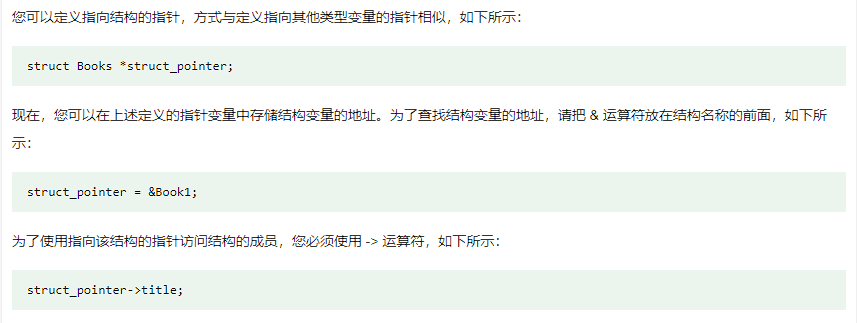 您可以定义指向结构的指针，方式与定义指向其他类型变量的指针相似，如下所示：
struct Books *struct_pointer;
现在，您可以在上述定义的指针变量中存储结构变量的地址。为了查找结构变量的地址，请把 & 运算符放在结构名称的前面，如下所
示：
struct_pointer = &Book1;
为了使用指向该结构的指针访问结构的成员，您必须使用 -> 运算符，如下所示：
struct_pointer->title;